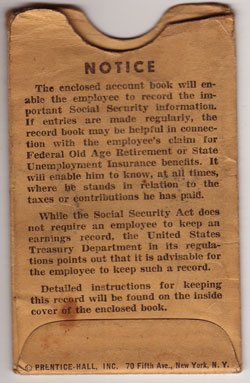 NOTICE
The enclosed account book will en-
able the employee to record the im-
portant Social Security information.
If entries are made regularly, the
record book may be helpful in connec-
tion with the employee's claim for
Federal Old Age Retirement or State
Unemployment Insurance benefits. It
will enable him to know, at all times,
where he stands in relation to the
taxes or contributions he has paid.
While the Social Security Act does
not require an employee to keep an
earnings record, the United States
Treasury Department in its regula-
tions points out that it is advisable for
the employee to keep such a record.
Detailed instructions for keeping
this record will be found on the inside
cover of the enclosed book.
© PRENTICE-HALL, INC. 70 Fifth Ave., New York, N. Y.